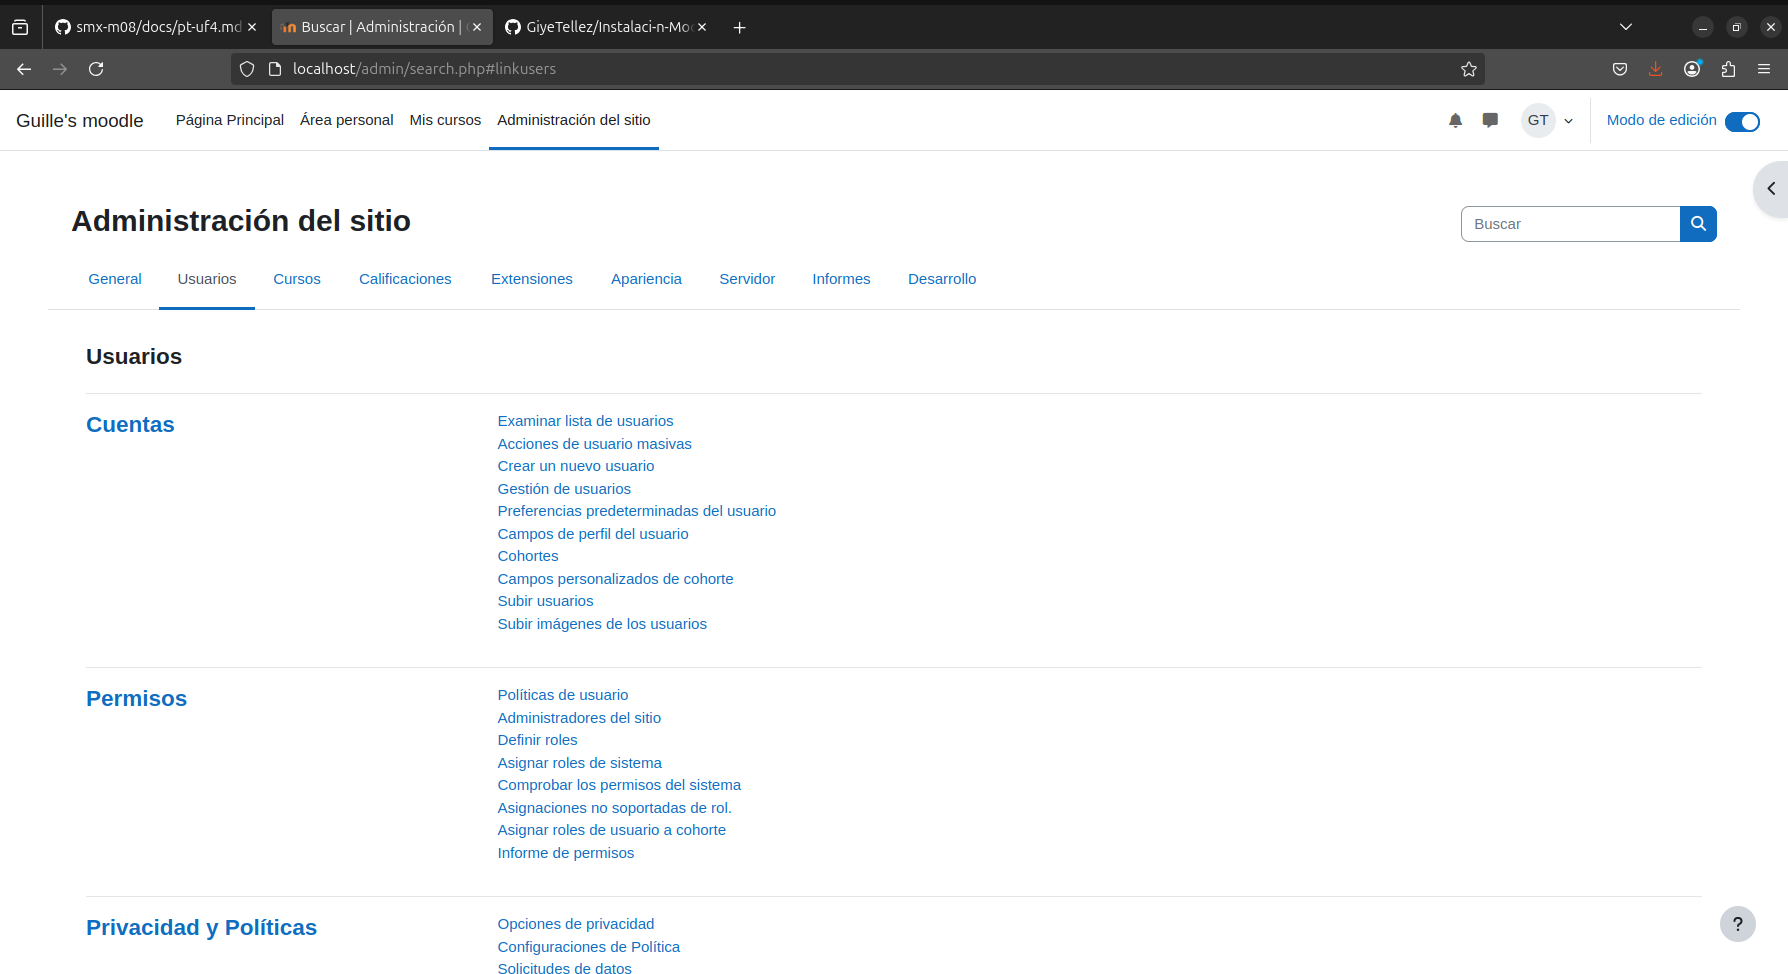 smx-m08/docs/pt-uf4.md
Buscar | Administración |
GiyeTellez/Instalaci-n-Moo
localhost/admin/search.php#linkusers
Guille's moodle
Página Principal
Área personal
Mis cursos
Administración del sitio
GT
Modo de edición
Administración del sitio
Buscar
General
Usuarios
Cursos
Calificaciones
Extensiones
Apariencia
Servidor
Informes
Desarrollo
Usuarios
Cuentas
Examinar lista de usuarios
Acciones de usuario masivas
Crear un nuevo usuario
Gestión de usuarios
Preferencias predeterminadas del usuario
Campos de perfil del usuario
Cohortes
Campos personalizados de cohorte
Subir usuarios
Subir imágenes de los usuarios
Permisos
Políticas de usuario
Administradores del sitio
Definir roles
Asignar roles de sistema
Comprobar los permisos del sistema
Asignaciones no soportadas de rol.
Asignar roles de usuario a cohorte
Informe de permisos
Privacidad y Políticas
Opciones de privacidad
Configuraciones de Política
Solicitudes de datos
?